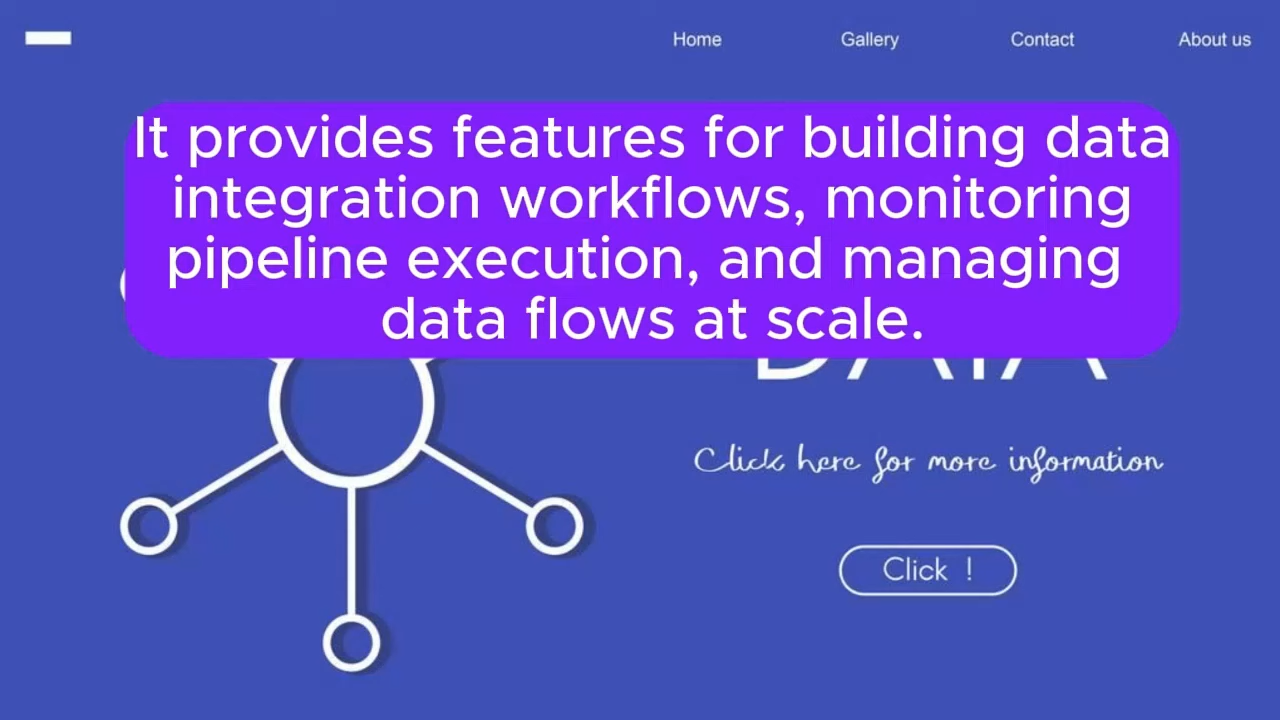 Home Gallery Contact About us
It provides features for building data
integration workflows, monitoring
pipeline execution, and managing
data flows at scale.
DATA
Click here for more information
Click !